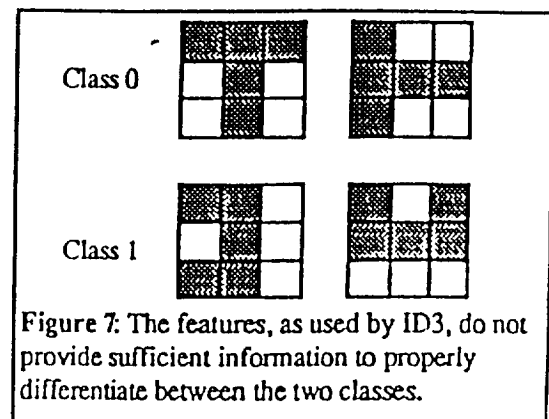 Class 0
Class 1
Figure 7: The features, as used by ID3, do not
provide sufficient information to properly
differentiate between the two classes.